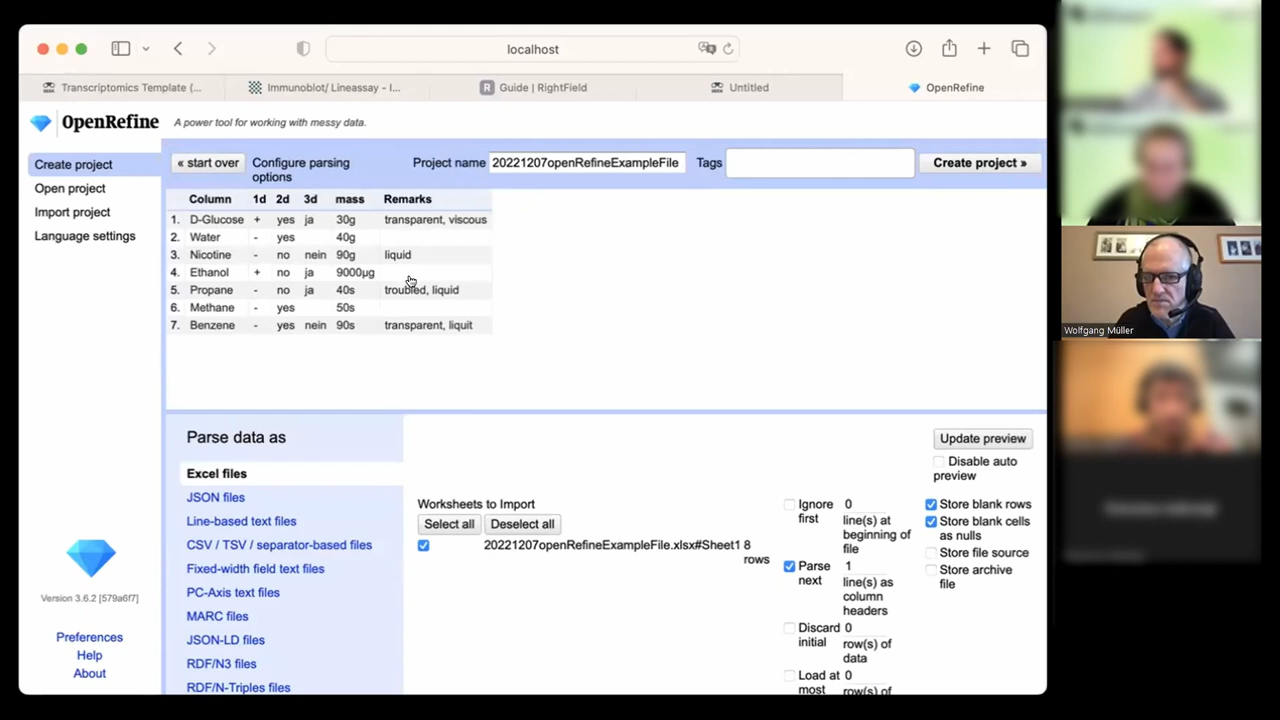 localhost
Transcriptomics Template (...
Immunoblot/ Lineassay - I...
Guide | RightField
Untitled
OpenRefine
OpenRefine
A power tool for working with messy data.
Create project
Open project
Import project
Language settings
« start over
Configure parsing options
Project name
20221207openRefineExampleFile
Tags
Create project »
Column 1d 2d 3d mass Remarks
1. D-Glucose + yes ja 30g transparent, viscous
2. Water - yes 40g
3. Nicotine - no nein 90g liquid
4. Ethanol + no ja 9000µg
5. Propane - no ja 40s troubled, liquid
6. Methane - yes 50s
7. Benzene - yes nein 90s transparent, liquit
Parse data as
Excel files
JSON files
Line-based text files
CSV / TSV / separator-based files
Fixed-width field text files
PC-Axis text files
MARC files
JSON-LD files
RDF/N3 files
RDF/N-Triples files
Worksheets to Import
Select all
Deselect all
20221207openRefineExampleFile.xlsx#Sheet1 8
rows
Update preview
Disable auto
preview
Ignore first
0
line(s) at
beginning of
file
Parse next
1
line(s) as
column
headers
Discard initial
0
row(s) of
data
Load at most
0
row(s) of
Store blank rows
Store blank cells
as nulls
Store file source
Store archive
file
Version 3.6.2 [579a6f7]
Preferences
Help
About
Wolfgang Müller